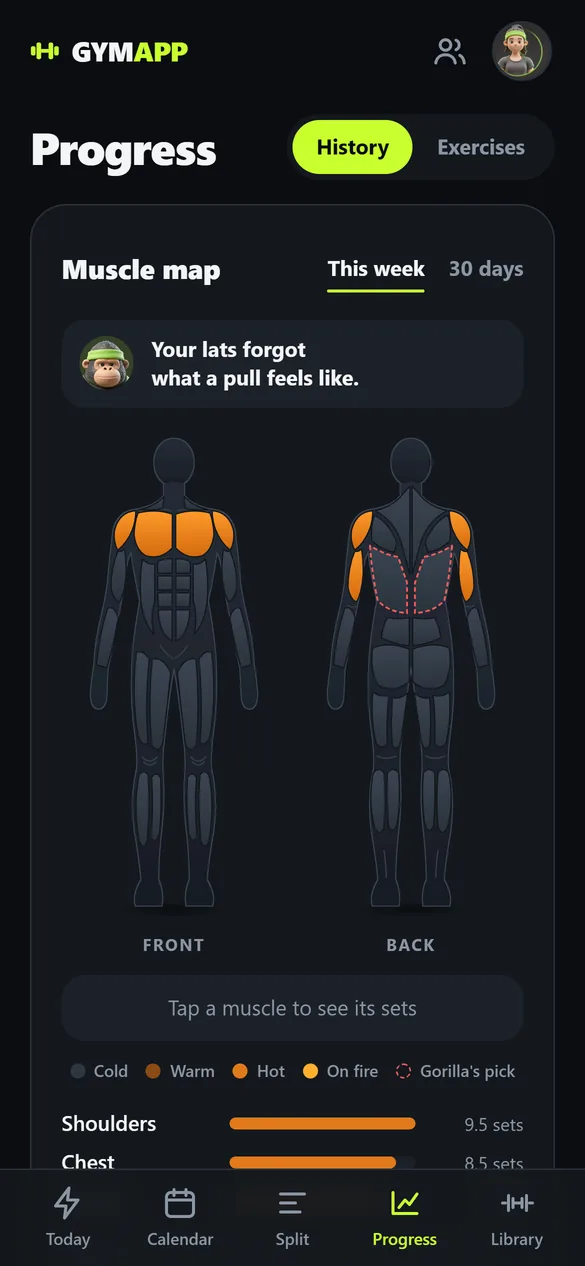 GYMAPP
Progress
History
Exercises
Muscle map
This week
30 days
Your lats forgot
what a pull feels like.
FRONT
BACK
Tap a muscle to see its sets
Cold
Warm
Hot
On fire
Gorilla's pick
Shoulders
9.5 sets
Chest
8.5 sets
Today
Calendar
Split
Progress
Library